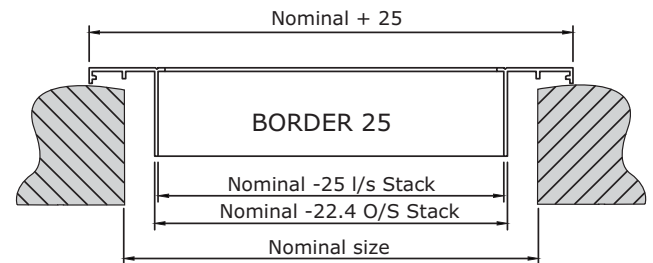 Nominal + 25
BORDER 25
Nominal -25 I/s Stack
Nominal -22.4 O/S Stack
Nominal size